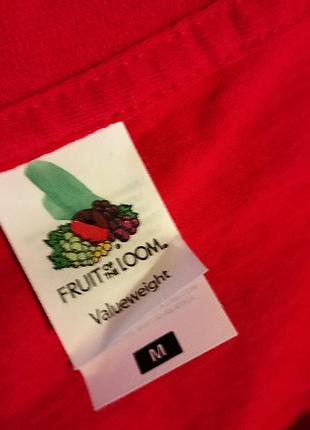 FRUIT OF THE LOOM.
Valueweight
M